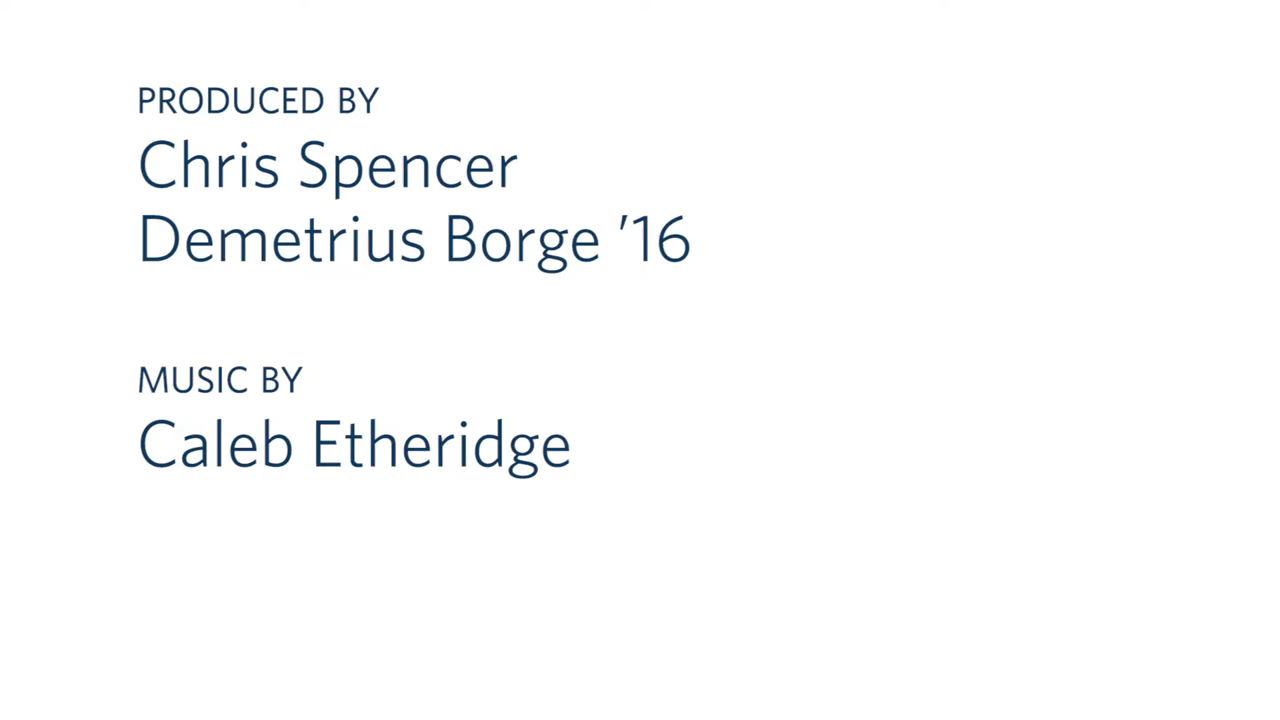 PRODUCED BY
Chris Spencer
Demetrius Borge ’16
MUSIC BY
Caleb Etheridge